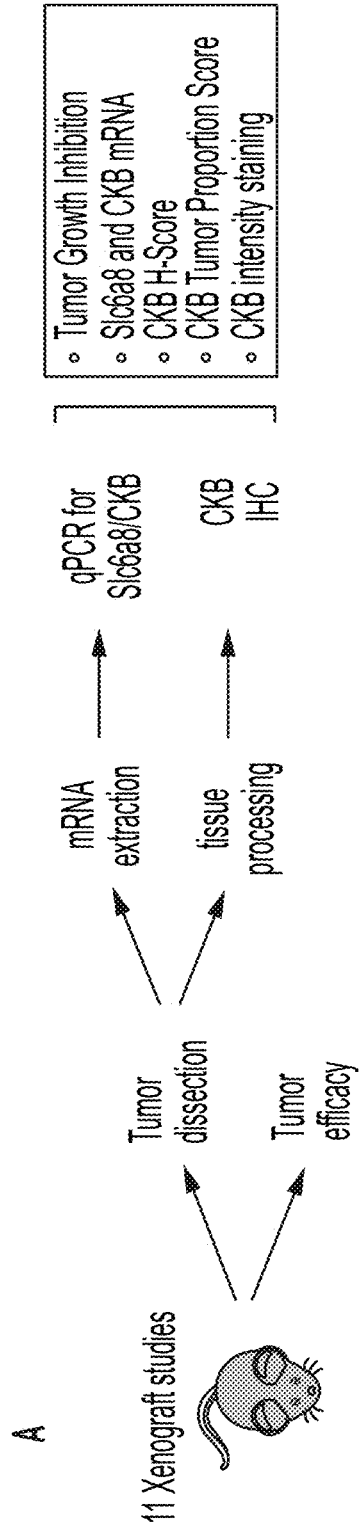 A
11 Xenograft studies
Tumor
dissection
Tumor
efficacy
mRNA
extraction
tissue
processing
qPCR for
Slc6a8/CKB
CKB
IHC
◦ Tumor Growth Inhibition
◦ Slc6a8 and CKB mRNA
◦ CKB H-Score
◦ CKB Tumor Proportion Score
◦ CKB intensity staining